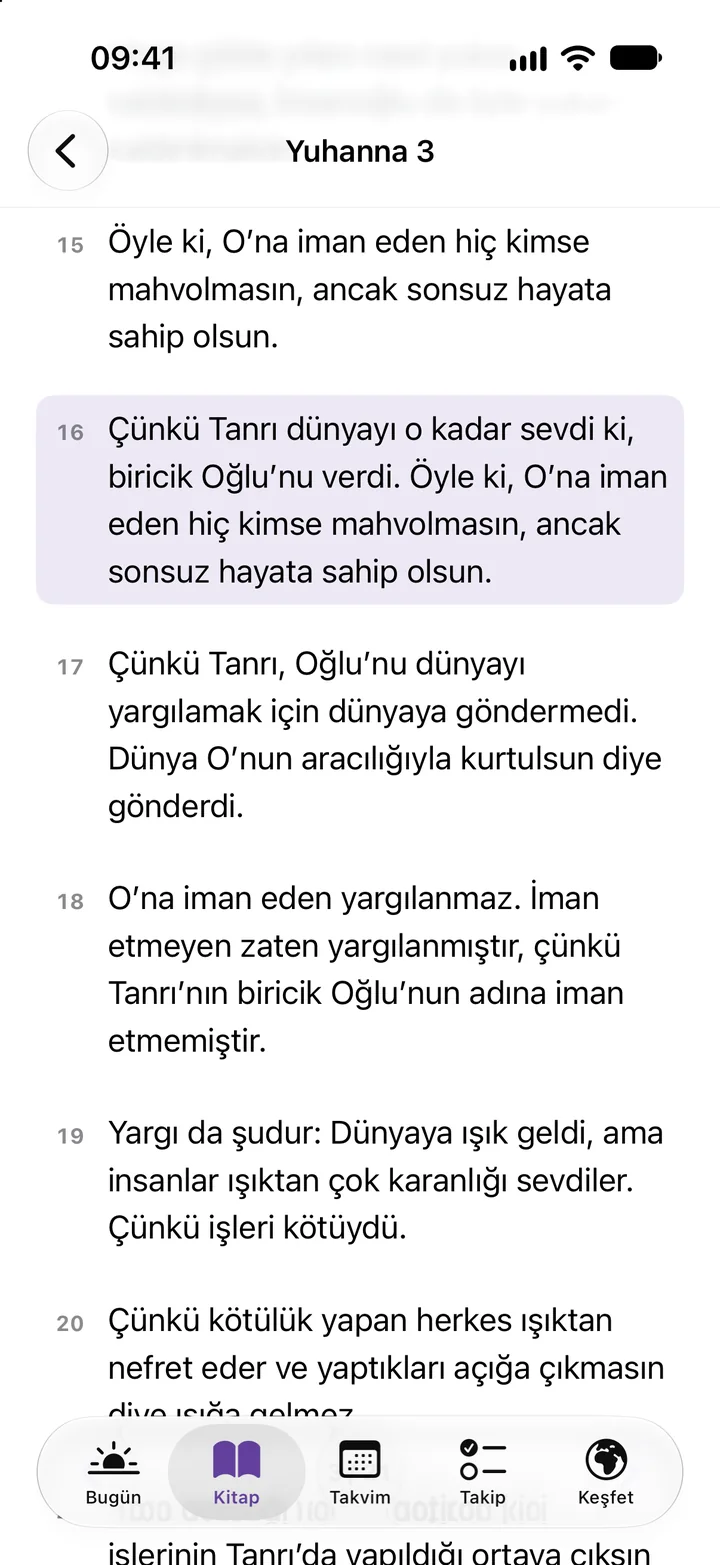 09:41
Yuhanna 3
15 Öyle ki, O’na iman eden hiç kimse
mahvolmasın, ancak sonsuz hayata
sahip olsun.
16 Çünkü Tanrı dünyayı o kadar sevdi ki,
biricik Oğlu’nu verdi. Öyle ki, O’na iman
eden hiç kimse mahvolmasın, ancak
sonsuz hayata sahip olsun.
17 Çünkü Tanrı, Oğlu’nu dünyayı
yargılamak için dünyaya göndermedi.
Dünya O’nun aracılığıyla kurtulsun diye
gönderdi.
18 O’na iman eden yargılanmaz. İman
etmeyen zaten yargılanmıştır, çünkü
Tanrı’nın biricik Oğlu’nun adına iman
etmemiştir.
19 Yargı da şudur: Dünyaya ışık geldi, ama
insanlar ışıktan çok karanlığı sevdiler.
Çünkü işleri kötüydü.
20 Çünkü kötülük yapan herkes ışıktan
nefret eder ve yaptıkları açığa çıkmasın
diye ışığa gelmez
Bugün Kitap Takvim Takip Keşfet
işlerinin Tanrı’da yapıldığı ortaya çıksın